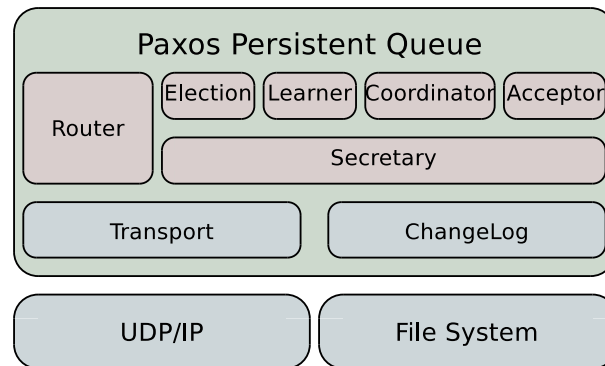 Paxos Persistent Queue
Election Learner Coordinator Acceptor
Router
Secretary
Transport ChangeLog
UDP/IP File System